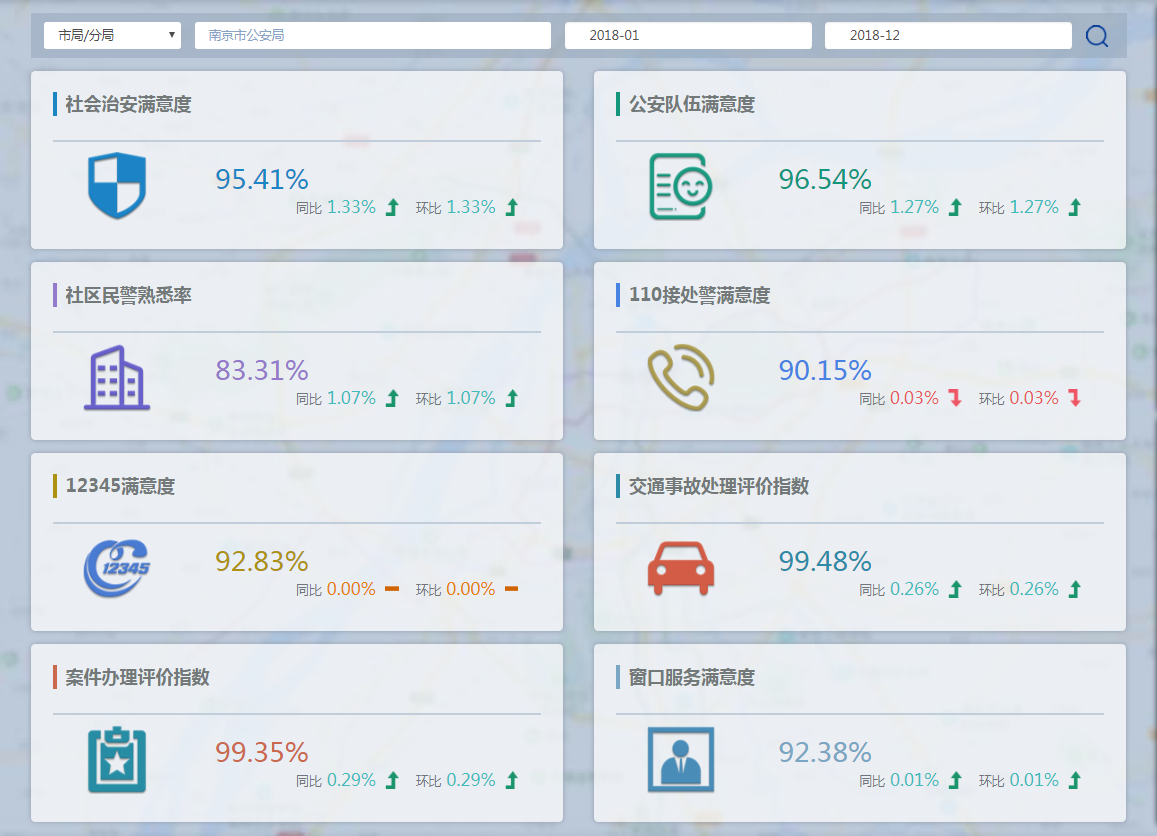 市局/分局 南京市公安局 2018-01 2018-12
社会治安满意度
95.41%
同比 1.33% 环比 1.33%
公安队伍满意度
96.54%
同比 1.27% 环比 1.27%
社区民警熟悉率
83.31%
同比 1.07% 环比 1.07%
110接处警满意度
90.15%
同比 0.03% 环比 0.03%
12345满意度
12345
92.83%
同比 0.00% 环比 0.00%
交通事故处理评价指数
99.48%
同比 0.26% 环比 0.26%
案件办理评价指数
99.35%
同比 0.29% 环比 0.29%
窗口服务满意度
92.38%
同比 0.01% 环比 0.01%